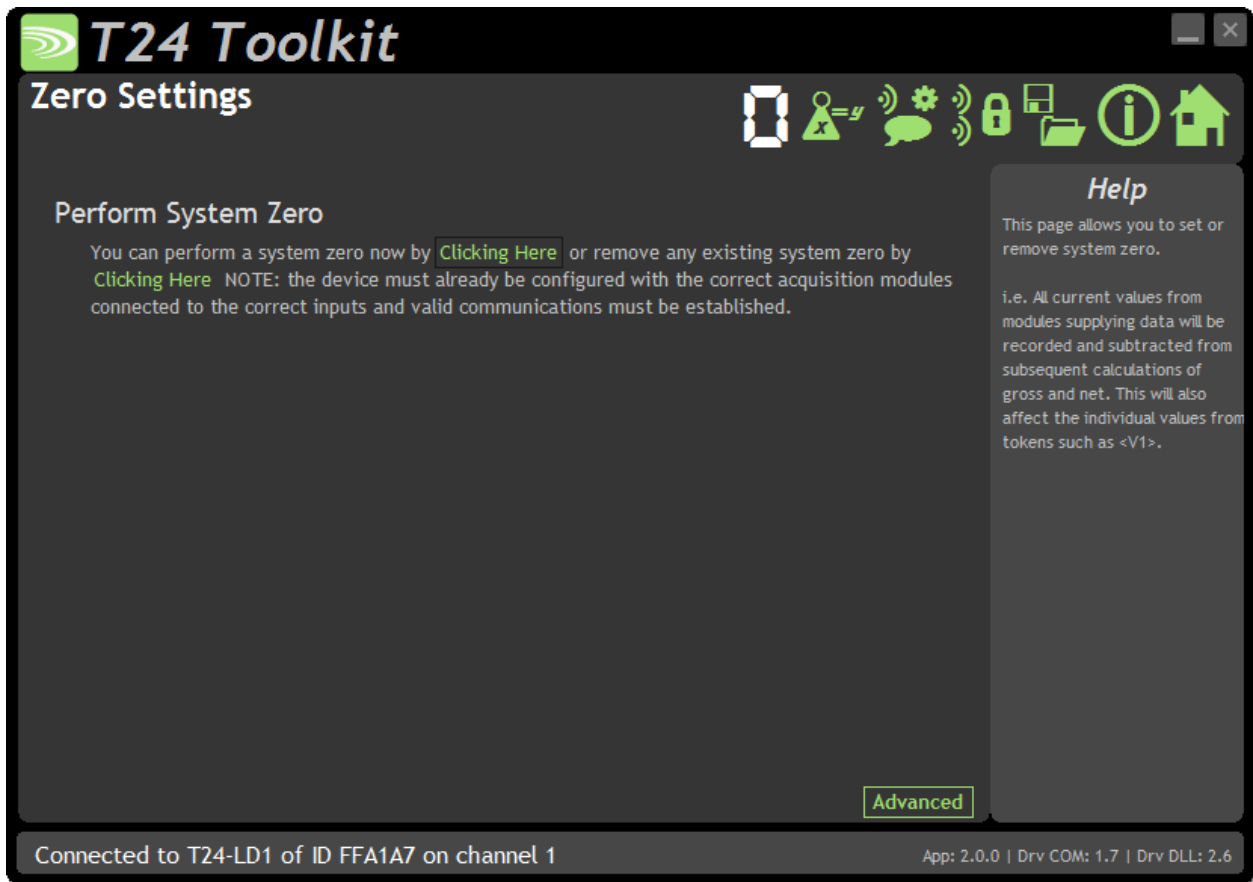 T24 Toolkit
Zero Settings
0
x=y
Perform System Zero
You can perform a system zero now by Clicking Here or remove any existing system zero by
Clicking Here NOTE: the device must already be configured with the correct acquisition modules
connected to the correct inputs and valid communications must be established.
Advanced
Help
This page allows you to set or
remove system zero.
i.e. All current values from
modules supplying data will be
recorded and subtracted from
subsequent calculations of
gross and net. This will also
affect the individual values from
tokens such as <V1>.
Connected to T24-LD1 of ID FFA1A7 on channel 1
App: 2.0.0 | Drv COM: 1.7 | Drv DLL: 2.6